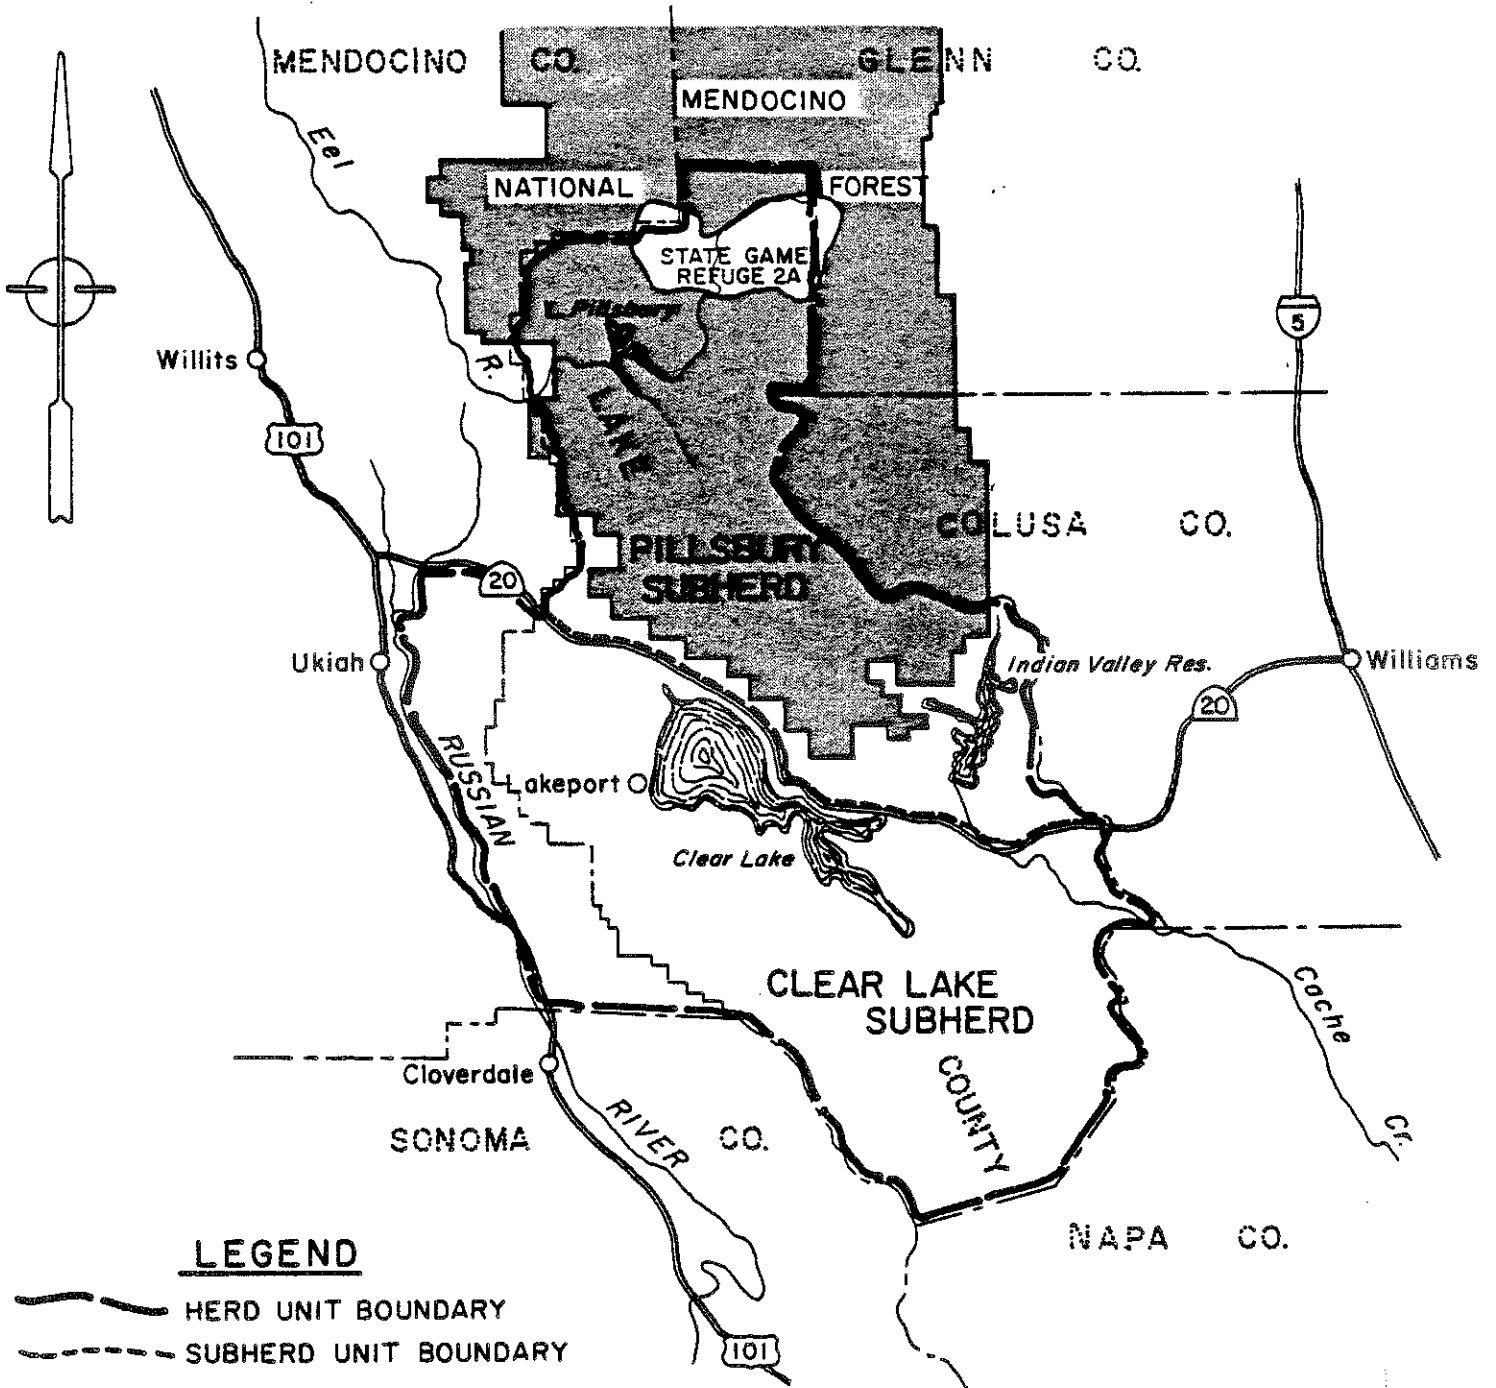 MENDOCINO CO. GLENN CO.
MENDOCINO
Eel
NATIONAL FOREST
STATE GAME
REFUGE 2A
L. Pillsbury
5
Willits
R.
LAKE
101
COLUSA CO.
PILLSBURY
SUBHERD
20
Ukiah
Indian Valley Res.
Williams
20
RUSSIAN
Lakeport
Clear Lake
CLEAR LAKE
SUBHERD
Cache
Cloverdale
COUNTY
RIVER
Cr.
SONOMA CO.
NAPA CO.
LEGEND
HERD UNIT BOUNDARY
SUBHERD UNIT BOUNDARY
101